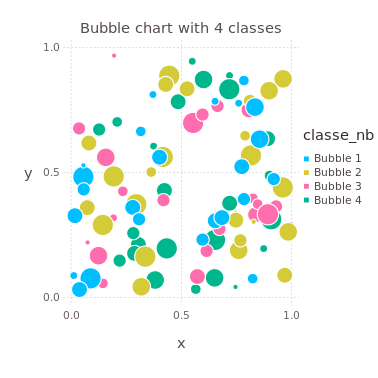 Bubble chart with 4 classes
1.0
0.5
0.0
y
0.0
0.5
1.0
x
classe_nb
Bubble 1
Bubble 2
Bubble 3
Bubble 4